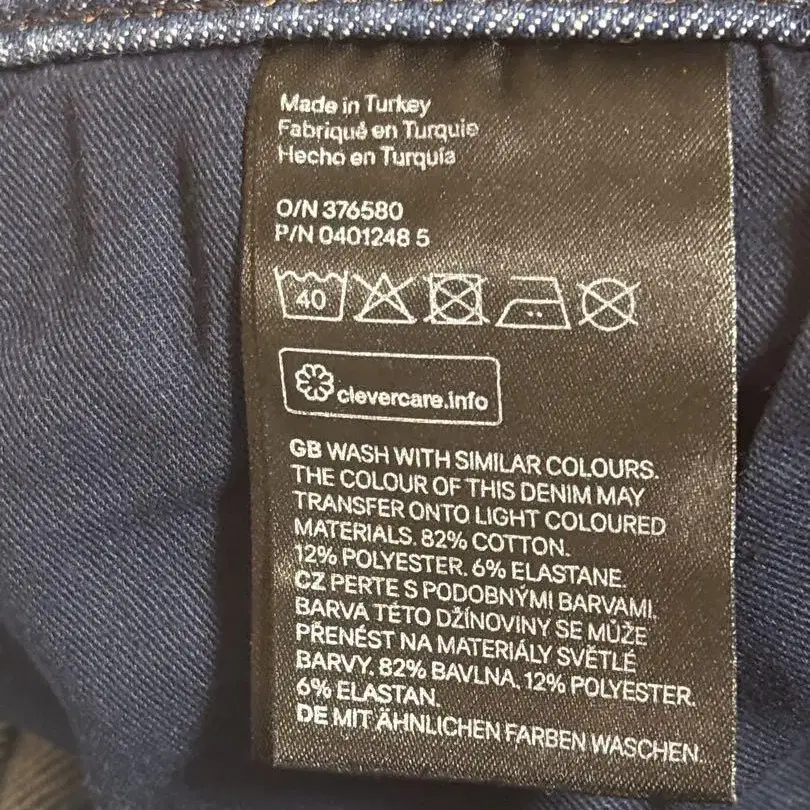 Made in Turkey
Fabriqué en Turquie
Hecho en Turquía
O/N 376580
P/N 0401248 5
40
clevercare.info
GB WASH WITH SIMILAR COLOURS.
THE COLOUR OF THIS DENIM MAY
TRANSFER ONTO LIGHT COLOURED
MATERIALS. 82% COTTON.
12% POLYESTER. 6% ELASTANE.
CZ PERTE S PODOBNÝMI BARVAMI.
BARVA TÉTO DŽÍNOVINY SE MŮŽE
PŘENÉST NA MATERIÁLY SVĚTLÉ
BARVY. 82% BAVLNA. 12% POLYESTER.
6% ELASTAN.
DE MIT ÄHNLICHEN FARBEN WASCHEN.